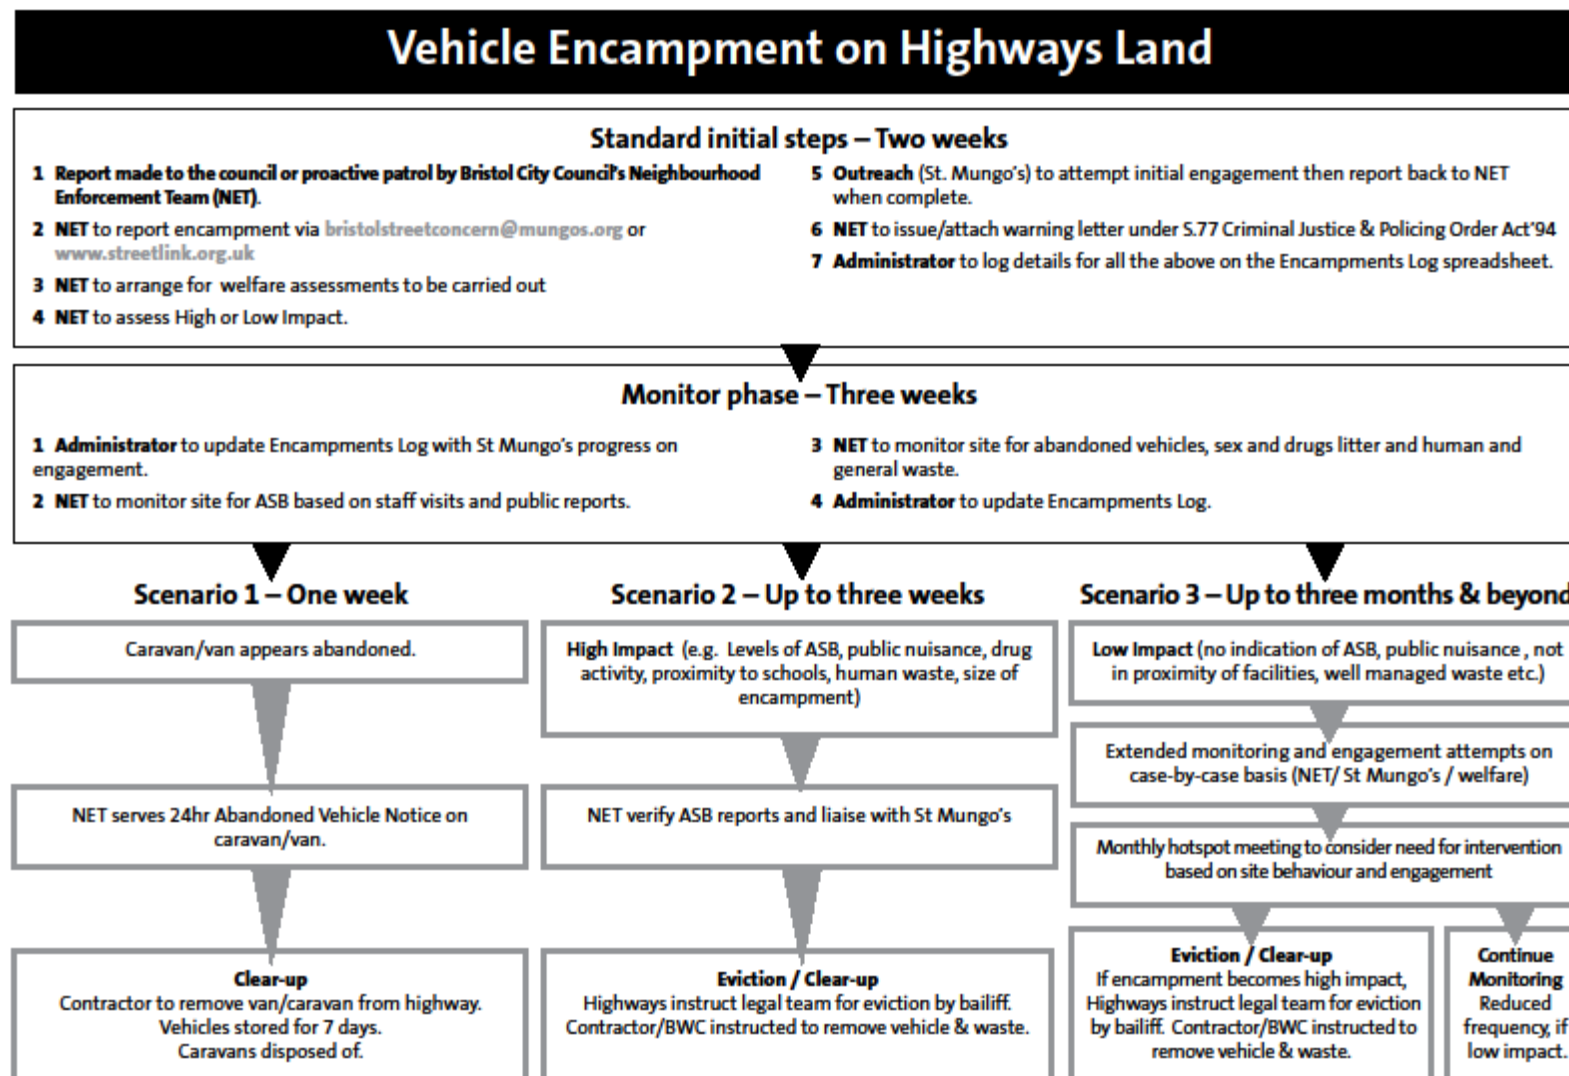 Vehicle Encampment on Highways Land
Standard initial steps – Two weeks
1 Report made to the council or proactive patrol by Bristol City Council's Neighbourhood
Enforcement Team (NET).
2 NET to report encampment via bristolstreetconcern@mungos.org or
www.streetlink.org.uk
3 NET to arrange for welfare assessments to be carried out
4 NET to assess High or Low Impact.
5 Outreach (St. Mungo's) to attempt initial engagement then report back to NET
when complete.
6 NET to issue/attach warning letter under S.77 Criminal Justice & Policing Order Act'94
7 Administrator to log details for all the above on the Encampments Log spreadsheet.
Monitor phase – Three weeks
1 Administrator to update Encampments Log with St Mungo's progress on
engagement.
2 NET to monitor site for ASB based on staff visits and public reports.
3 NET to monitor site for abandoned vehicles, sex and drugs litter and human and
general waste.
4 Administrator to update Encampments Log.
Scenario 1 – One week
Caravan/van appears abandoned.
NET serves 24hr Abandoned Vehicle Notice on
caravan/van.
Clear-up
Contractor to remove van/caravan from highway.
Vehicles stored for 7 days.
Caravans disposed of.
Scenario 2 – Up to three weeks
High Impact (e.g. Levels of ASB, public nuisance, drug
activity, proximity to schools, human waste, size of
encampment)
NET verify ASB reports and liaise with St Mungo's
Eviction / Clear-up
Highways instruct legal team for eviction by bailiff.
Contractor/BWC instructed to remove vehicle & waste.
Scenario 3 – Up to three months & beyond
Low Impact (no indication of ASB, public nuisance , not
in proximity of facilities, well managed waste etc.)
Extended monitoring and engagement attempts on
case-by-case basis (NET/ St Mungo's / welfare)
Monthly hotspot meeting to consider need for intervention
based on site behaviour and engagement
Eviction / Clear-up
If encampment becomes high impact,
Highways instruct legal team for eviction
by bailiff. Contractor/BWC instructed to
remove vehicle & waste.
Continue
Monitoring
Reduced
frequency, if
low impact.